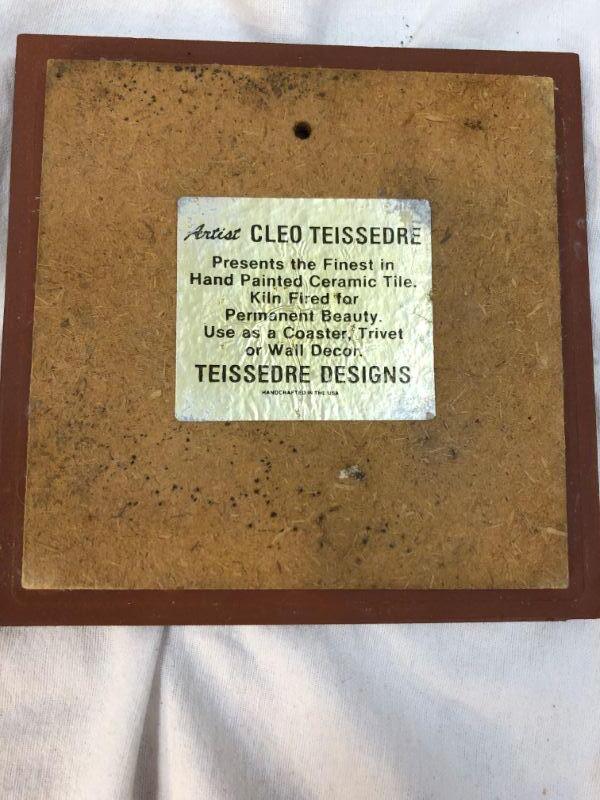 Artist CLEO TEISSEDRE
Presents the Finest in
Hand Painted Ceramic Tile.
Kiln Fired for
Permanent Beauty.
Use as a Coaster, Trivet
or Wall Decor.
TEISSEDRE DESIGNS
HANDCRAFTED IN THE USA